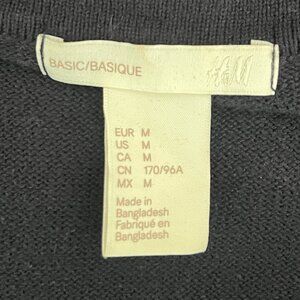 BASIC/BASIQUE
H&M
EUR M
US M
CA M
CN 170/96A
MX M
Made in
Bangladesh
Fabriqué en
Bangladesh